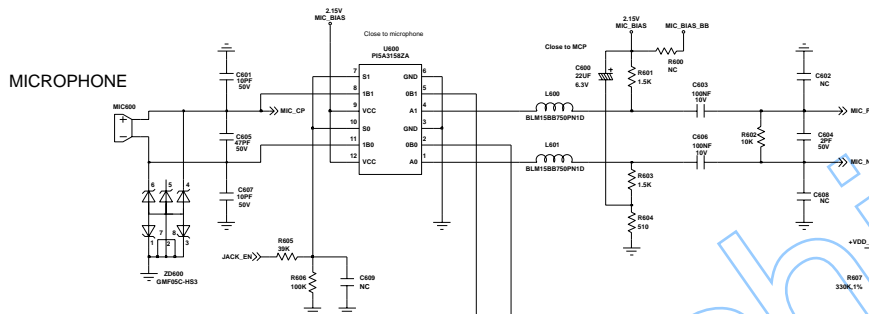 MICROPHONE
MIC600
C601
10PF
50V
C605
47PF
50V
C607
10PF
50V
MIC_CP
6
5
4
7
8
1
2
3
ZD600
GMF05C-HS3
2.15V
MIC_BIAS
Close to microphone
U600
PI5A3158ZA
7 S1
8 1B1
9 VCC
10 S0
11 1B0
12 VCC
GND 6
0B1 5
A1 4
GND 3
0B0 2
A0 1
JACK_EN
R605
39K
R606
100K
C609
NC
Close to MCP
L600
BLM15BB750PN1D
L601
BLM15BB750PN1D
C600
22UF
6.3V
+
2.15V
MIC_BIAS
MIC_BIAS_BB
R600
NC
R601
1.5K
C603
100NF
10V
C606
100NF
10V
R602
10K
R603
1.5K
R604
510
C602
NC
C604
2PF
50V
C608
NC
MIC_P
MIC_N
+VDD_
R607
330K,1%